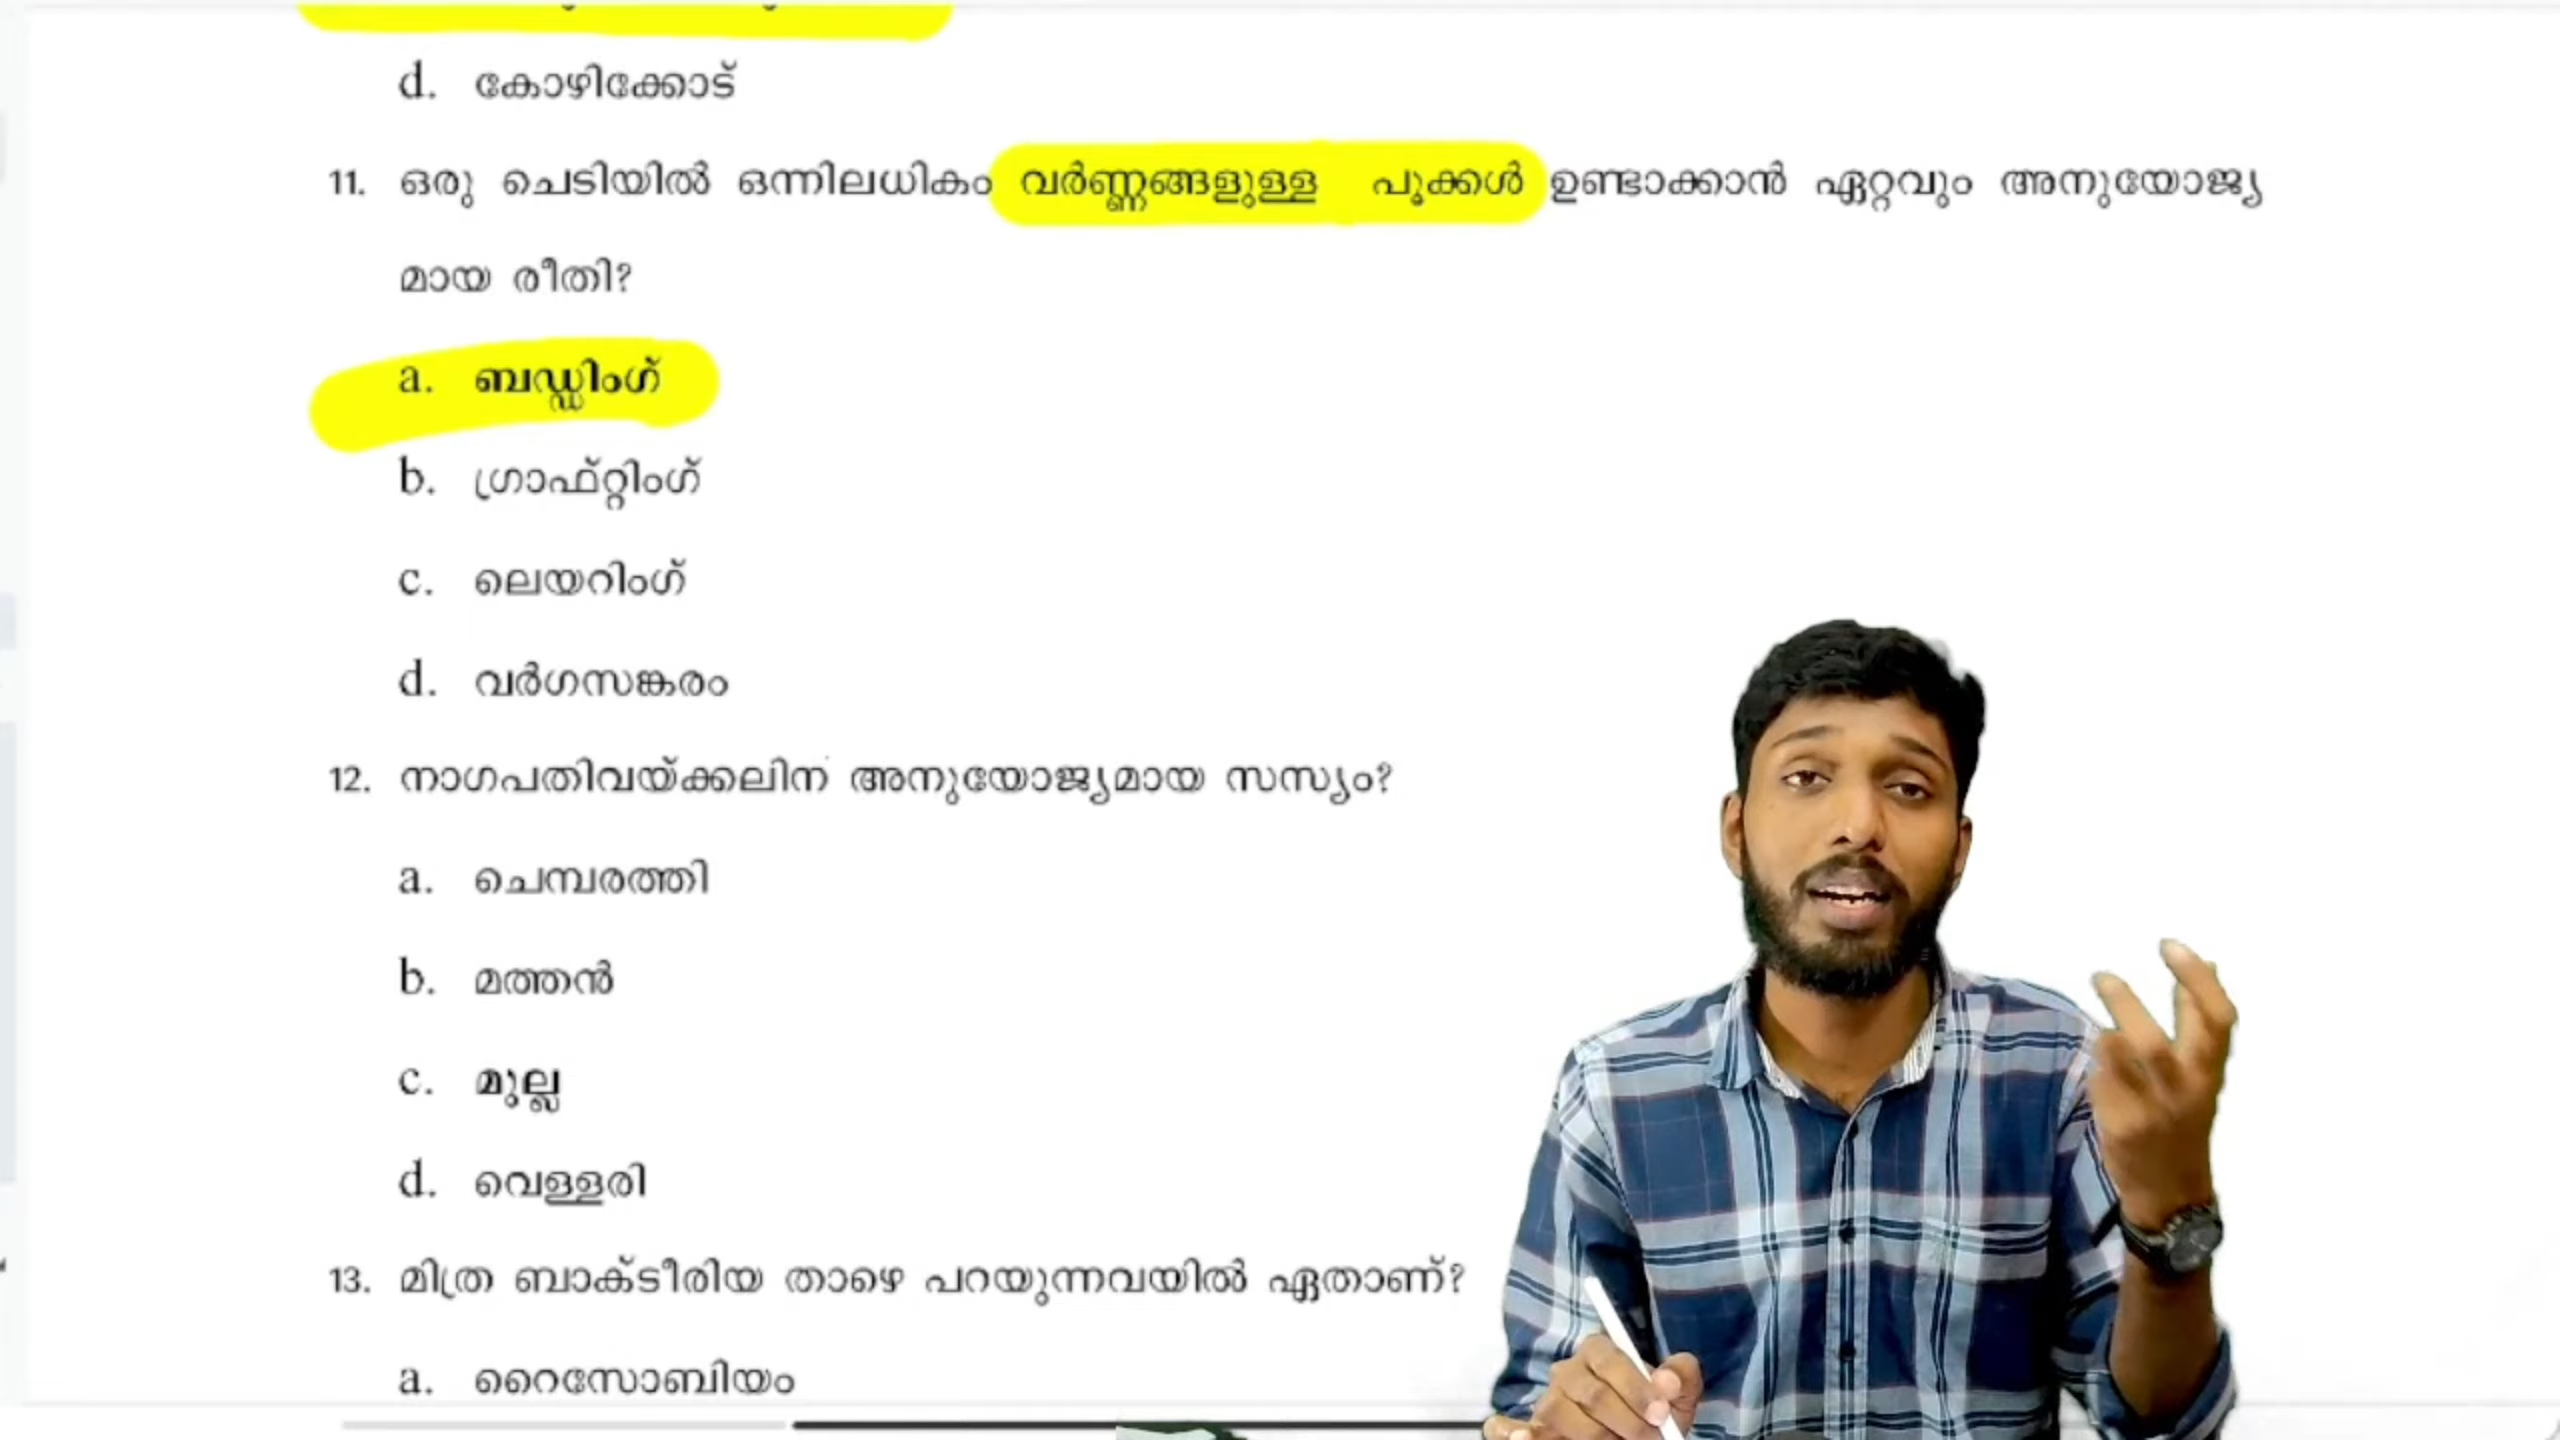 d. കോഴിക്കോട്
11. ഒരു ചെടിയിൽ ഒന്നിലധികം വർണ്ണങ്ങളുള്ള പൂക്കൾ ഉണ്ടാക്കാൻ ഏറ്റവും അനുയോജ്യ
മായ രീതി?
a. ബഡ്ഡിംഗ്
b. ഗ്രാഫ്റ്റിംഗ്
c. ലെയറിംഗ്
d. വർഗസങ്കരം
12. നാഗപതിവയ്ക്കലിന് അനുയോജ്യമായ സസ്യം?
a. ചെമ്പരത്തി
b. മത്തൻ
c. മുല്ല
d. വെള്ളരി
13. മിത്ര ബാക്ടീരിയ താഴെ പറയുന്നവയിൽ ഏതാണ്?
a. റൈസോബിയം